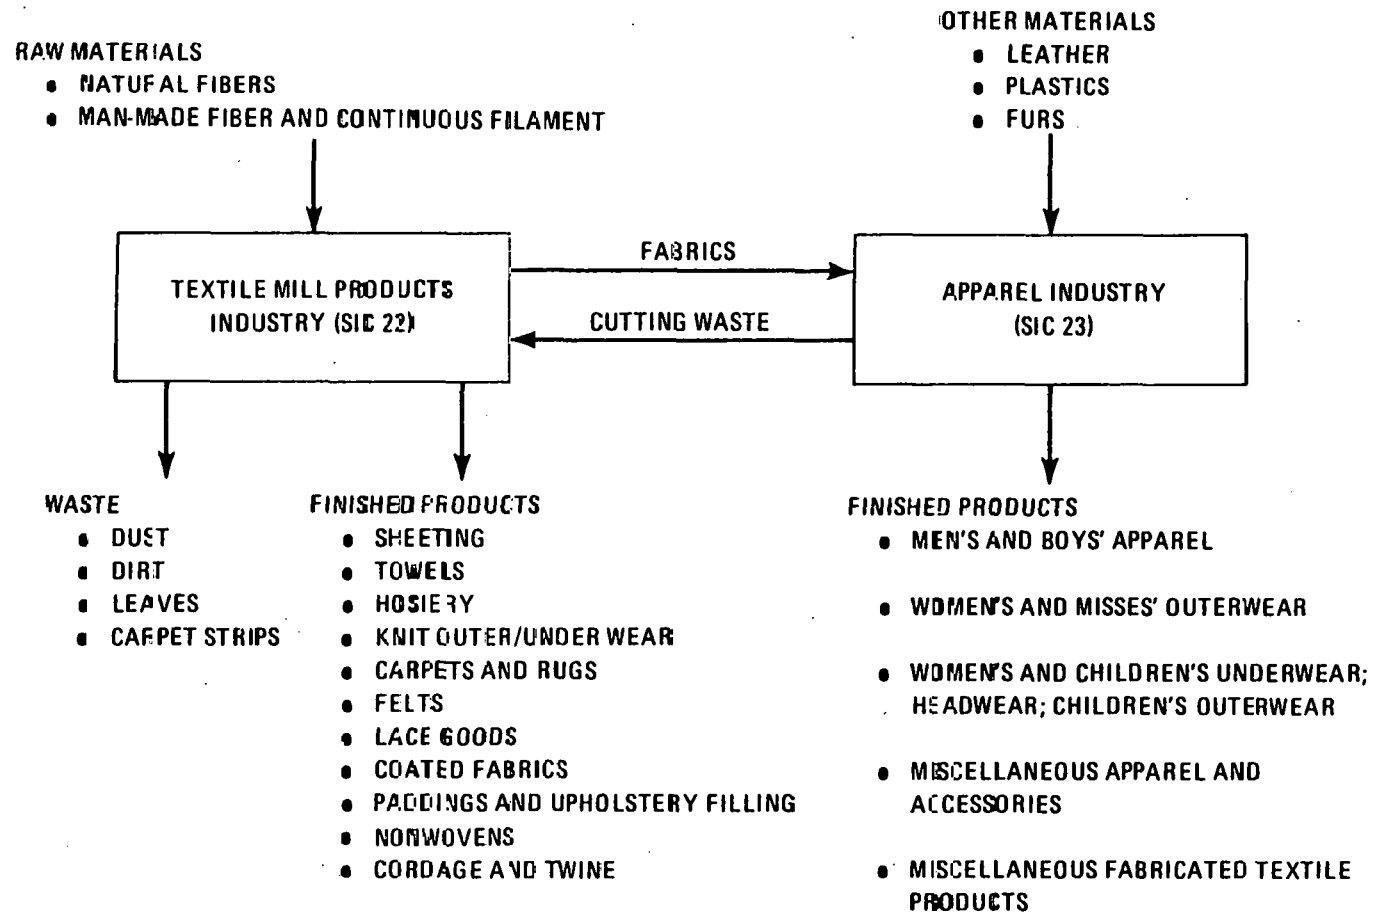 RAW MATERIALS
• NATURAL FIBERS
• MAN-MADE FIBER AND CONTINUOUS FILAMENT
OTHER MATERIALS
• LEATHER
• PLASTICS
• FURS
TEXTILE MILL PRODUCTS
INDUSTRY (SIC 22)
FABRICS
CUTTING WASTE
APPAREL INDUSTRY
(SIC 23)
WASTE
• DUST
• DIRT
• LEAVES
• CARPET STRIPS
FINISHED PRODUCTS
• SHEETING
• TOWELS
• HOSIERY
• KNIT OUTER/UNDER WEAR
• CARPETS AND RUGS
• FELTS
• LACE GOODS
• COATED FABRICS
• PADDINGS AND UPHOLSTERY FILLING
• NONWOVENS
• CORDAGE AND TWINE
FINISHED PRODUCTS
• MEN'S AND BOYS' APPAREL
• WOMEN'S AND MISSES' OUTERWEAR
• WOMEN'S AND CHILDREN'S UNDERWEAR;
HEADWEAR; CHILDREN'S OUTERWEAR
• MISCELLANEOUS APPAREL AND
ACCESSORIES
• MISCELLANEOUS FABRICATED TEXTILE
PRODUCTS